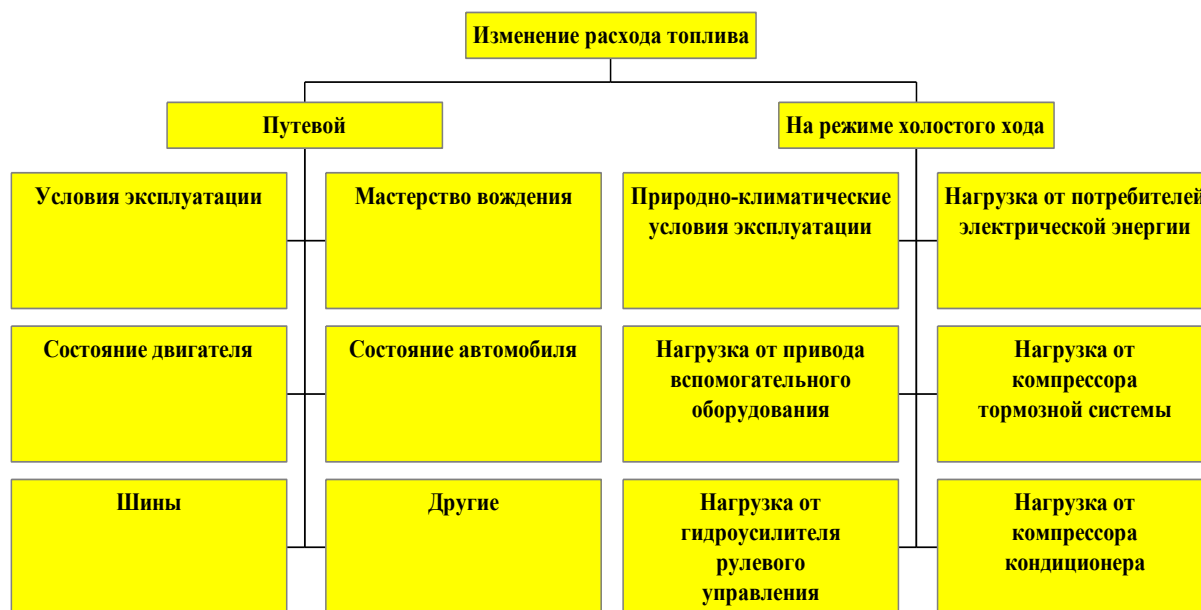 Изменение расхода топлива
Путевой
На режиме холостого хода
Условия эксплуатации
Мастерство вождения
Природно-климатические
условия эксплуатации
Нагрузка от потребителей
электрической энергии
Состояние двигателя
Состояние автомобиля
Нагрузка от привода
вспомогательного
оборудования
Нагрузка от
компрессора
тормозной системы
Шины
Другие
Нагрузка от
гидроусилителя
рулевого
управления
Нагрузка от
компрессора
кондиционера